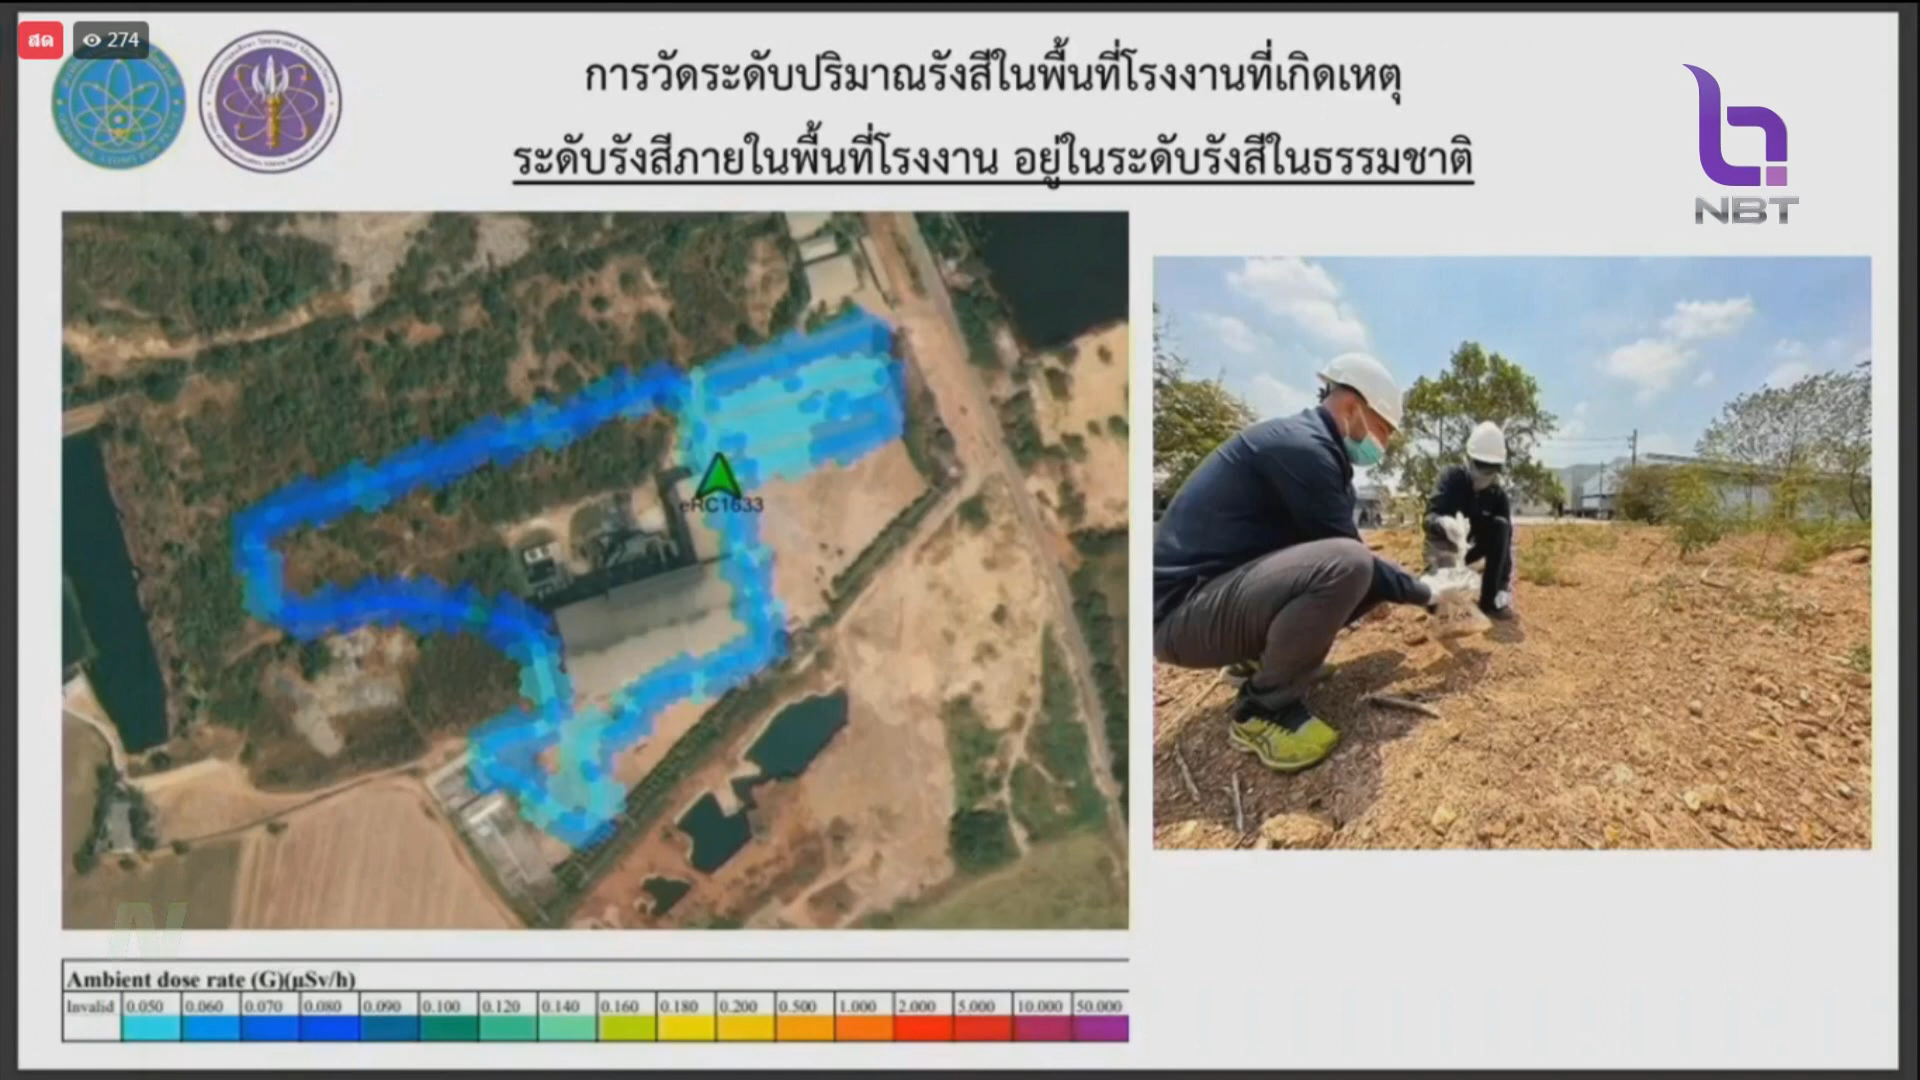 สด
274
การวัดระดับปริมาณรังสีในพื้นที่โรงงานที่เกิดเหตุ
ระดับรังสีภายในพื้นที่โรงงาน อยู่ในระดับรังสีในธรรมชาติ
NBT
eRC1633
Ambient dose rate (G)(µSv/h)
Invalid 0.050 0.060 0.070 0.080 0.090 0.100 0.120 0.140 0.160 0.180 0.200 0.500 1.000 2.000 5.000 10.000 50.000